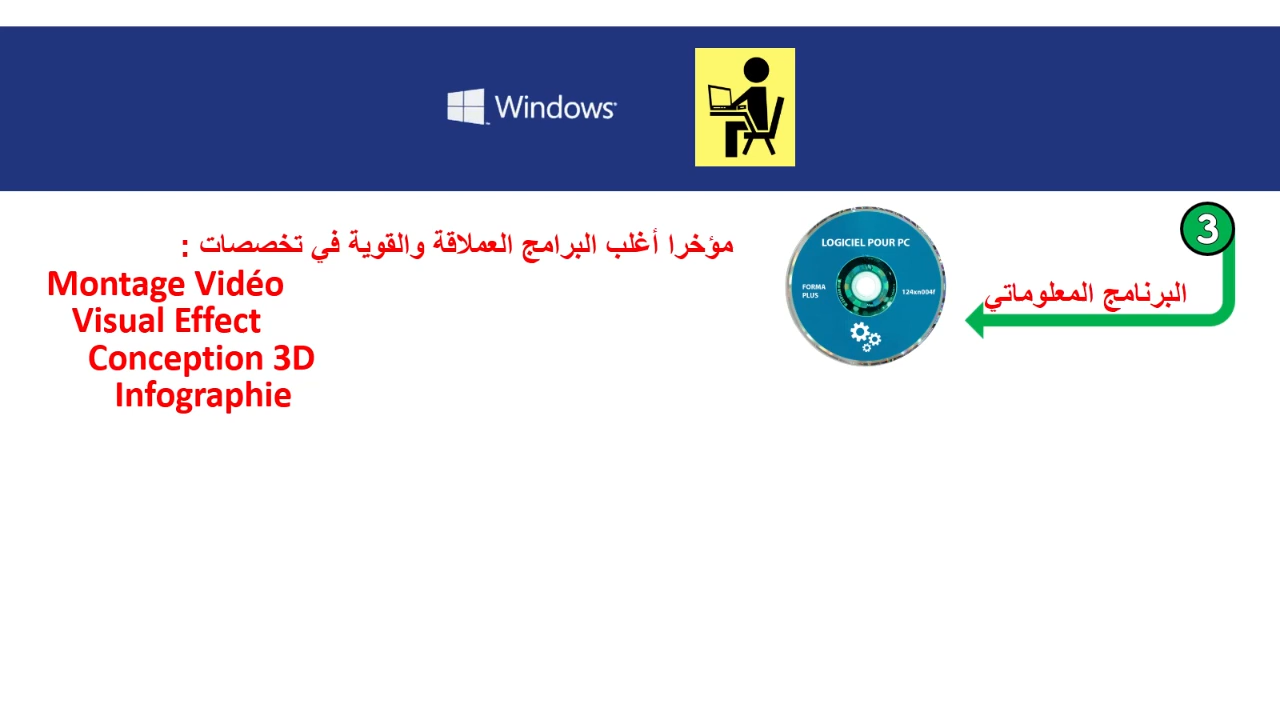 Windows
3
البرنامج المعلوماتي
LOGICIEL POUR PC
FORMA
PLUS
124xn004f
مؤخرا أغلب البرامج العملاقة والقوية في تخصصات :
Montage Vidéo
Visual Effect
Conception 3D
Infographie